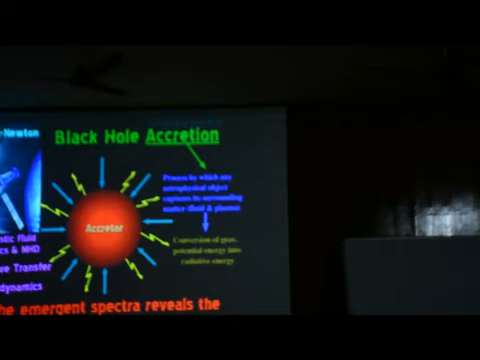 -Newton
Black Hole Accretion
Process by which any
astrophysical object
captures its surrounding
matter (fluid & plasma)
Accretor
Conversion of grav.
potential energy into
radiative energy
stic Fluid
cs & MHD
ve Transfer
dynamics
he emergent spectra reveals the